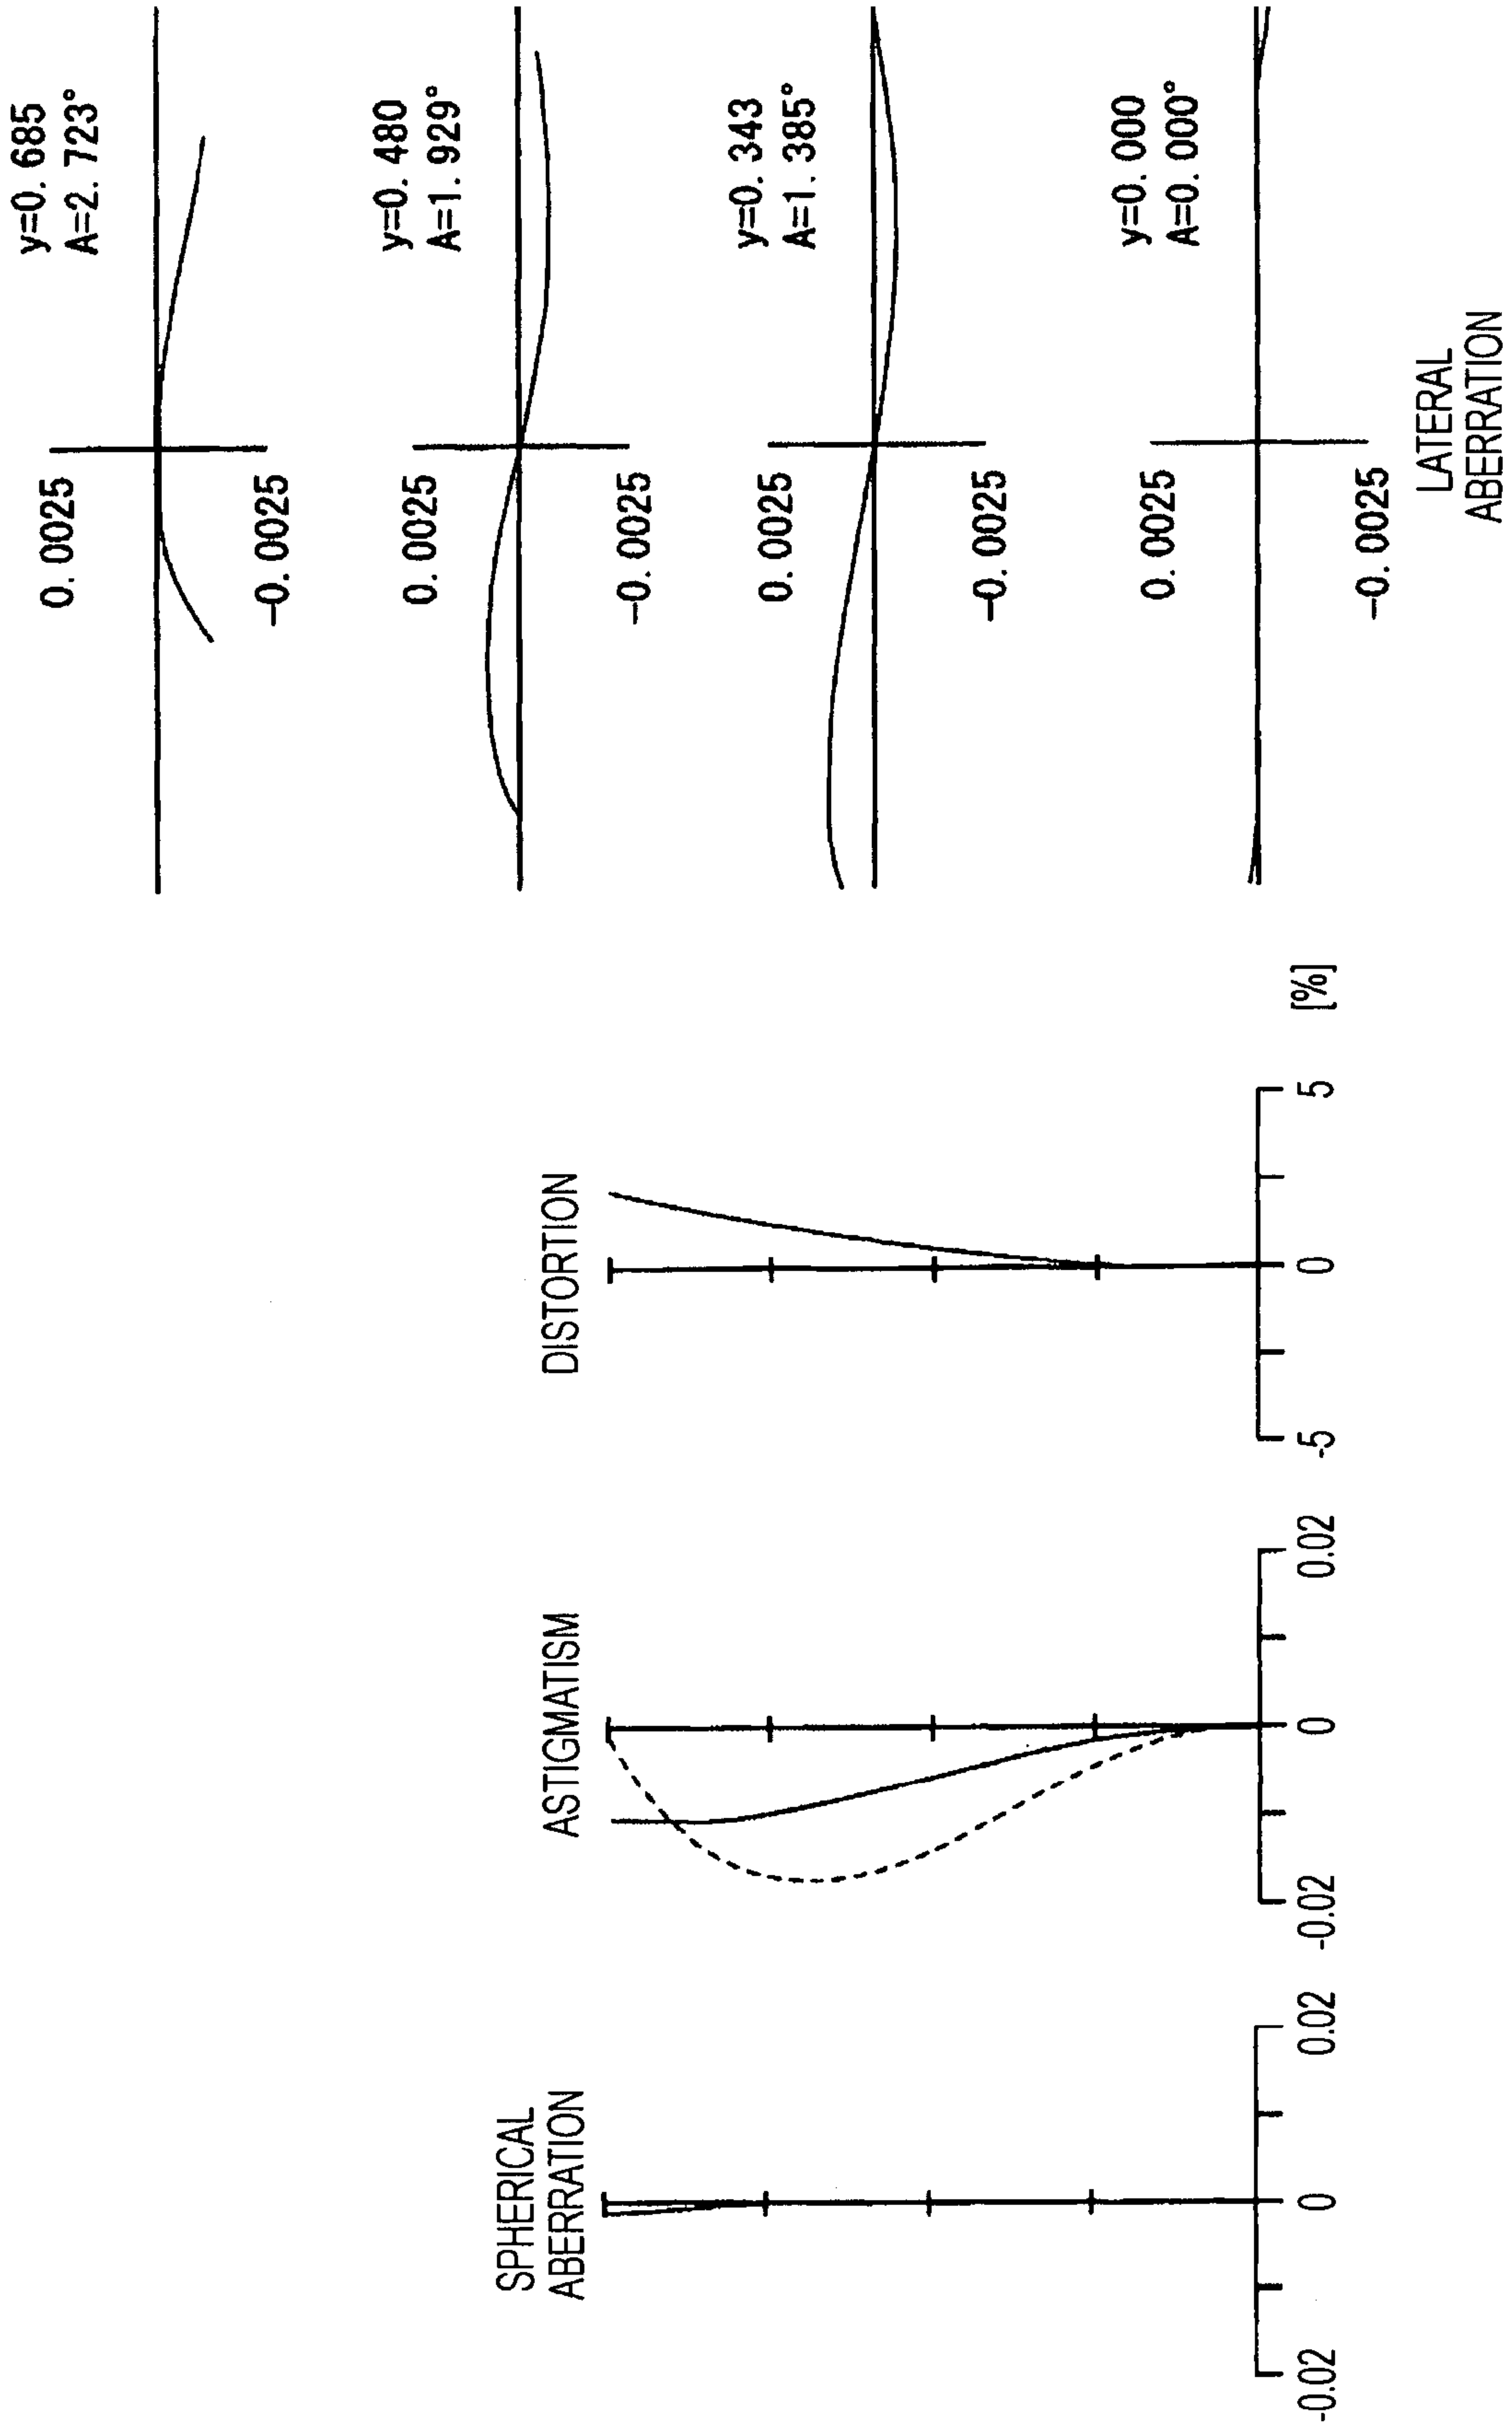 SPHERICAL
ABERRATION
-0.02
0
0.02
ASTIGMATISM
-0.02
0
0.02
DISTORTION
-5
0
5
[%]
0. 0025
-0. 0025
y=0. 685
A=2. 723°
0. 0025
-0. 0025
y=0. 480
A=1. 929°
0. 0025
-0. 0025
y=0. 343
A=1. 385°
0. 0025
-0. 0025
y=0. 000
A=0. 000°
LATERAL
ABERRATION